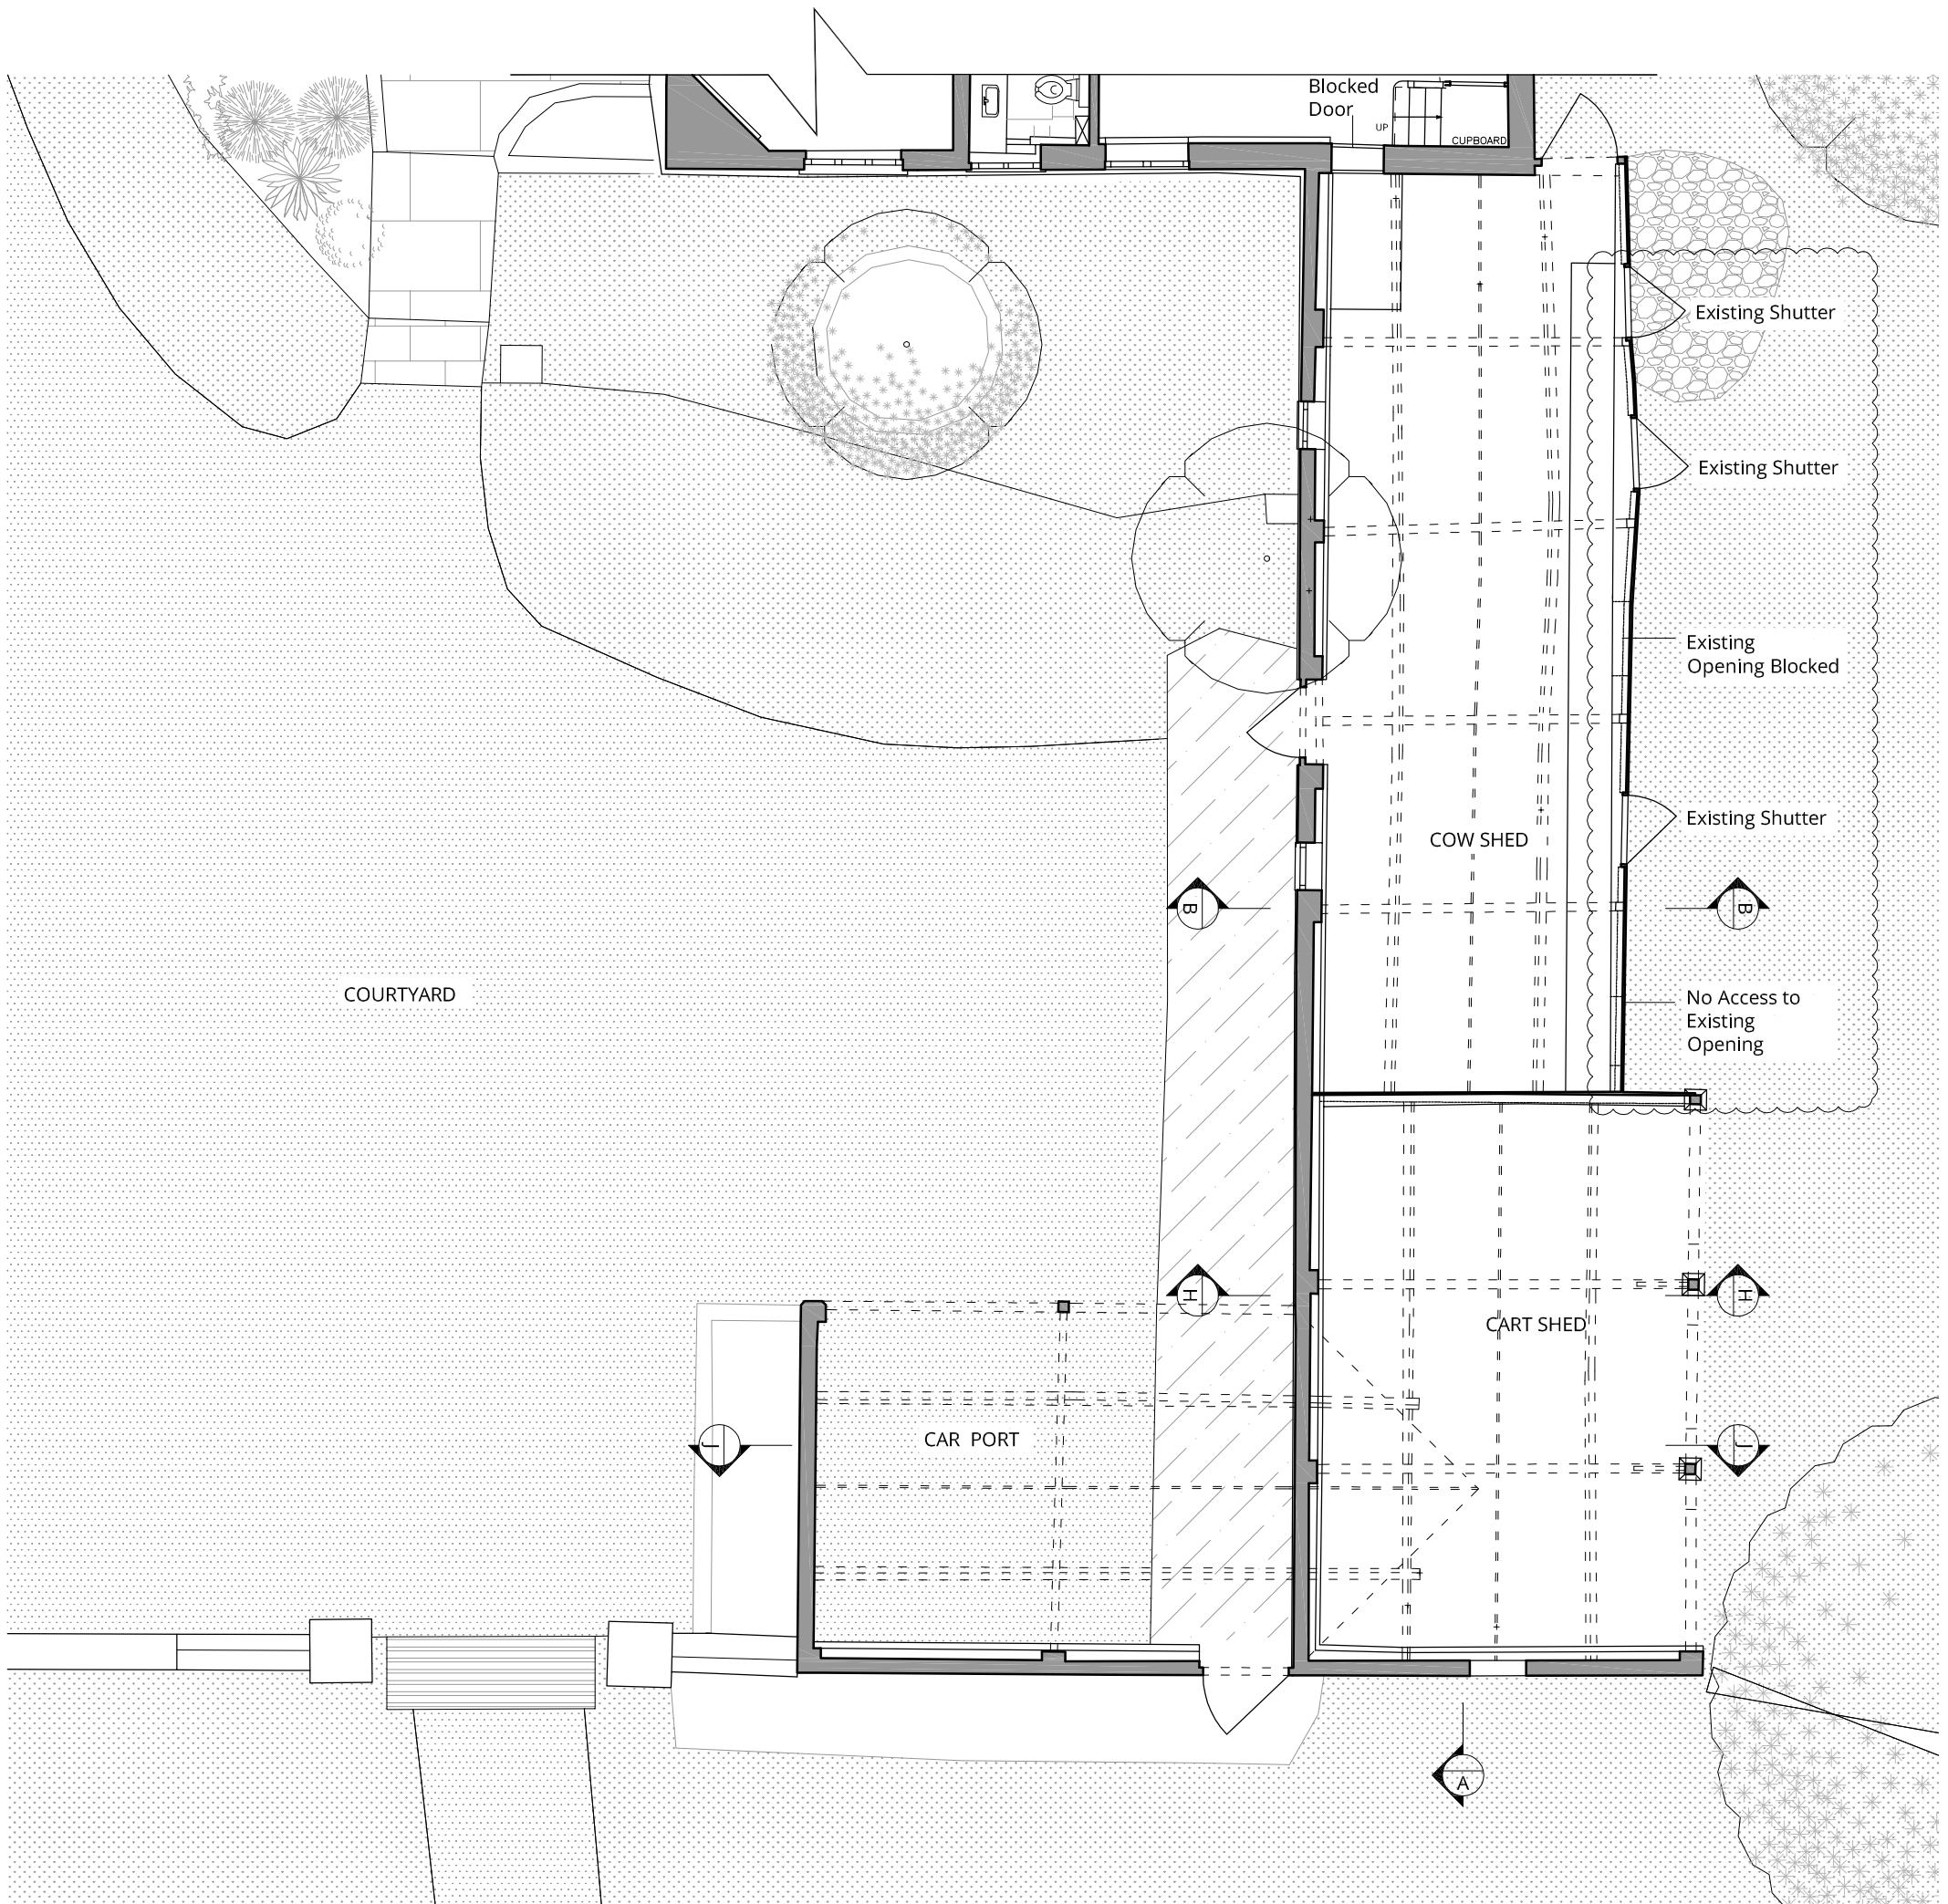 Blocked
Door
UP
CUPBOARD
C
Existing Shutter
Existing Shutter
Existing
Opening Blocked
Existing Shutter
COW SHED
B
B
COURTYARD
No Access to
Existing
Opening
H
H
CART SHED
CAR PORT
J
J
A